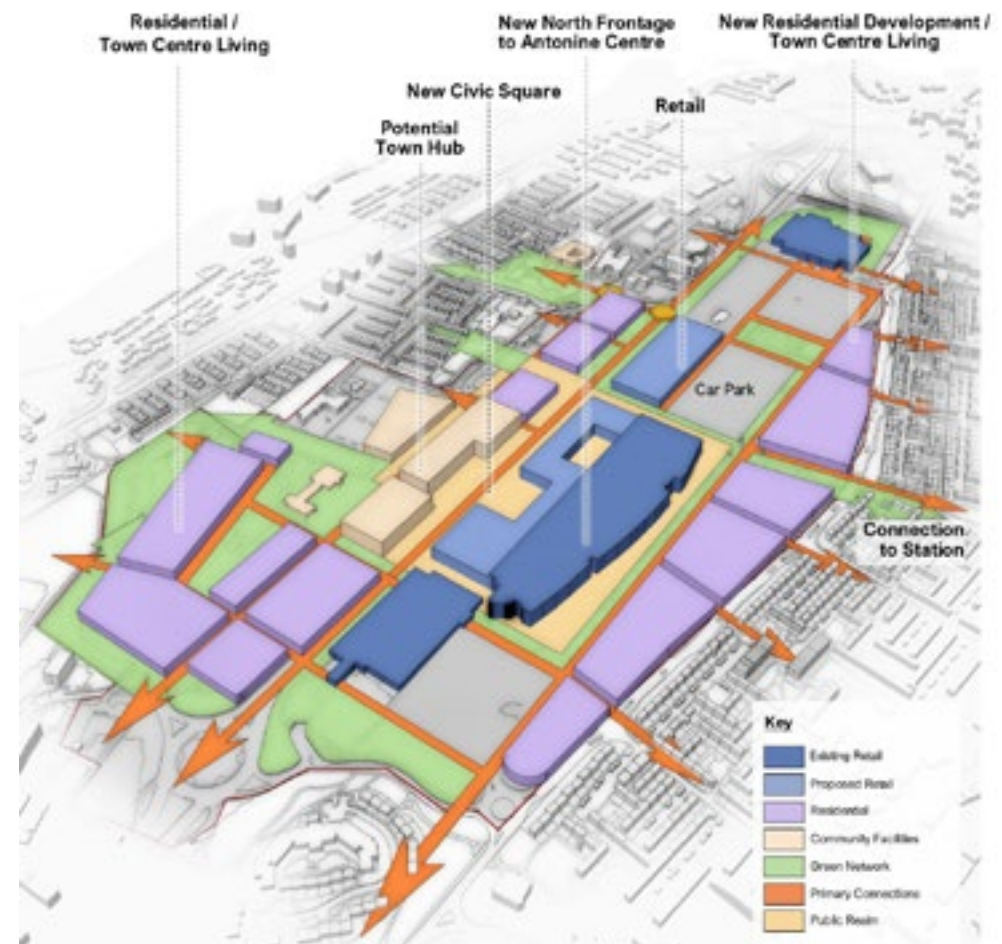 Residential /
Town Centre Living
New North Frontage
to Antonine Centre
New Residential Development /
Town Centre Living
New Civic Square
Retail
Potential
Town Hub
Car Park
Connection
to Station
Key
Existing Retail
Proposed Retail
Residential
Community Facilities
Green Network
Primary Connections
Public Realm